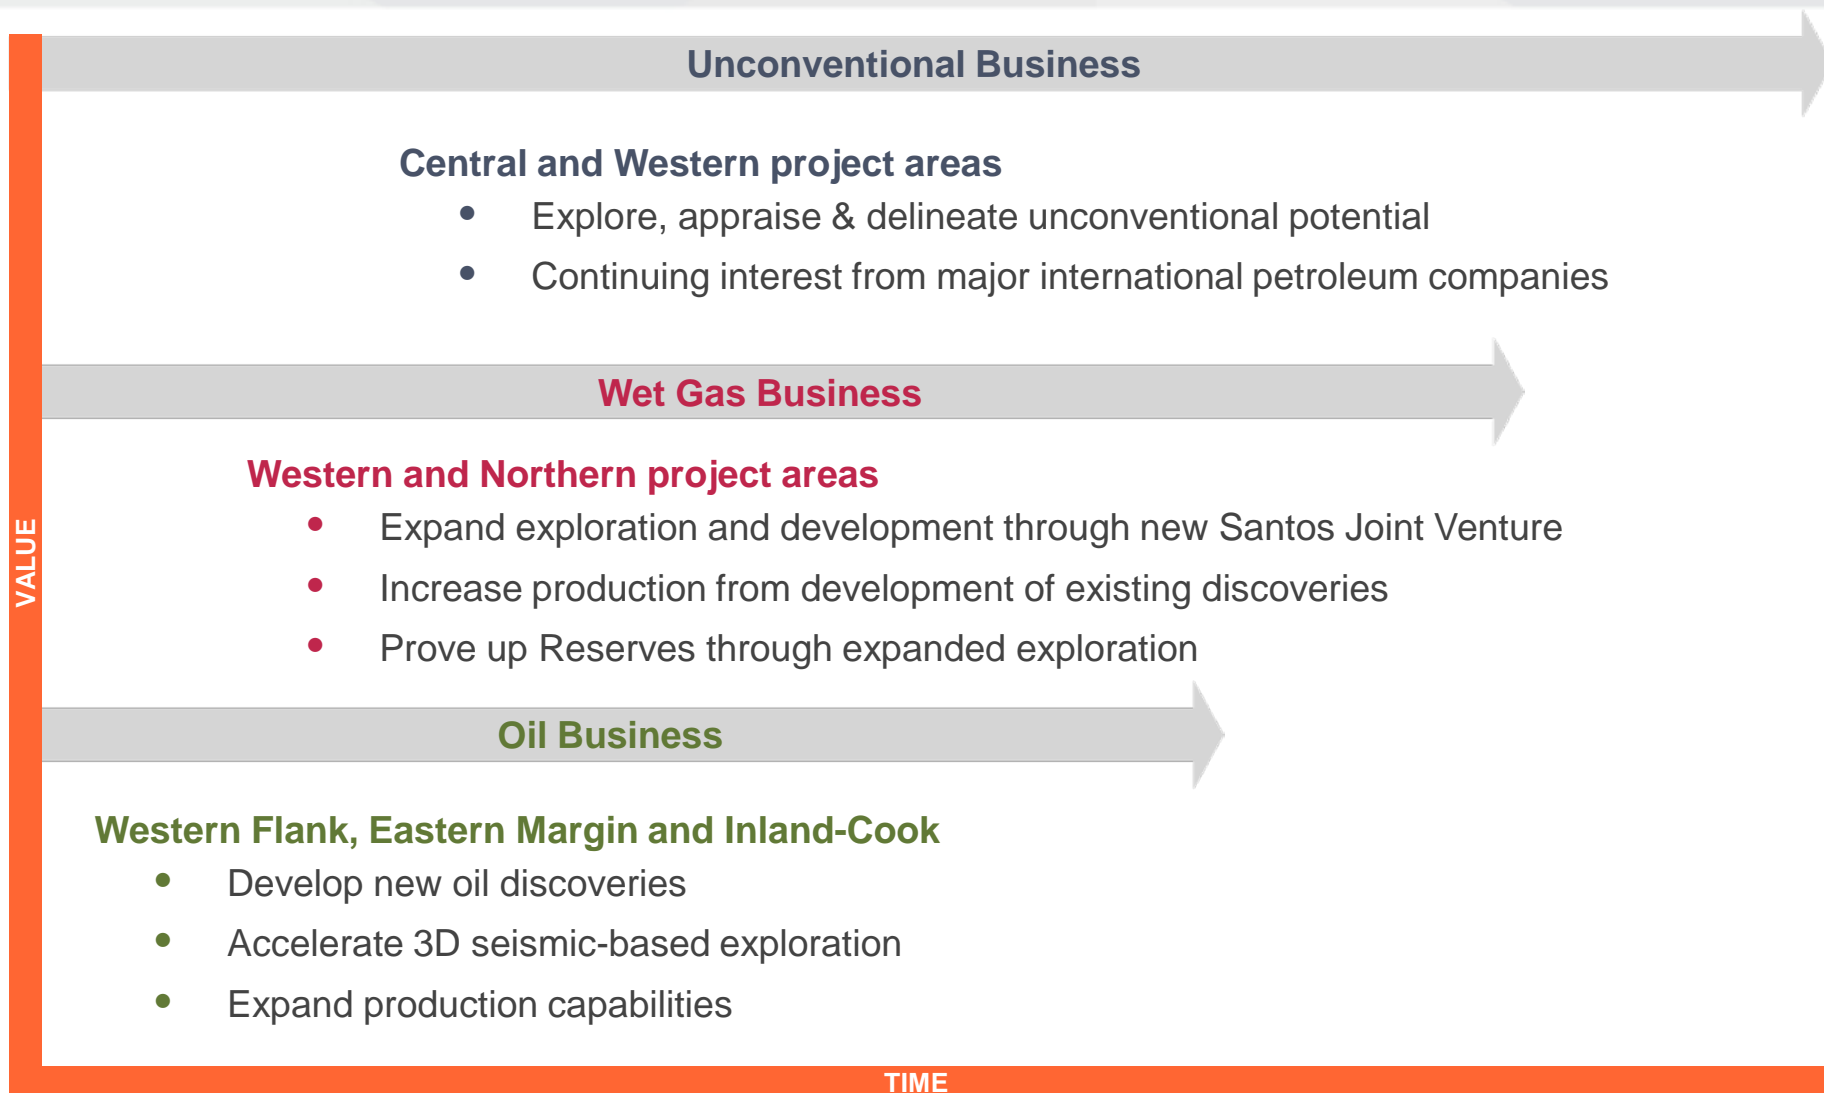 Unconventional Business
Central and Western project areas
• Explore, appraise & delineate unconventional potential
• Continuing interest from major international petroleum companies
Wet Gas Business
Western and Northern project areas
• Expand exploration and development through new Santos Joint Venture
• Increase production from development of existing discoveries
• Prove up Reserves through expanded exploration
VALUE
Oil Business
Western Flank, Eastern Margin and Inland-Cook
• Develop new oil discoveries
• Accelerate 3D seismic-based exploration
• Expand production capabilities
TIME